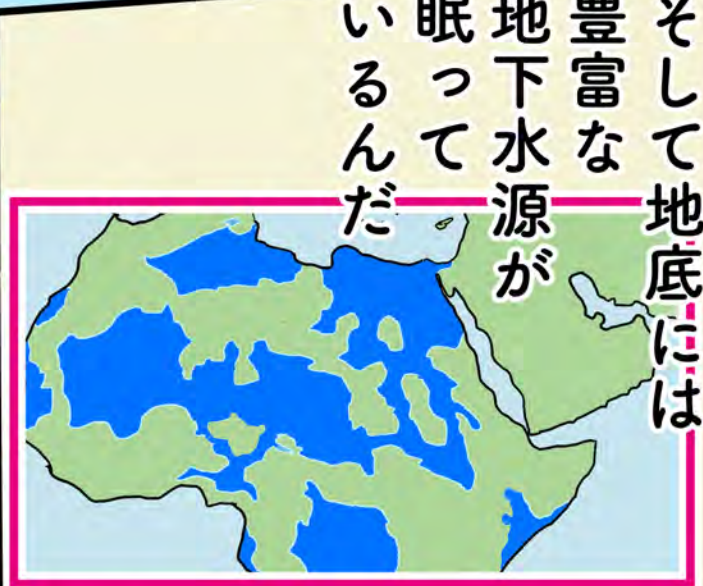 そして地底には
豊富な
地下水源が
眠って
いるんだ